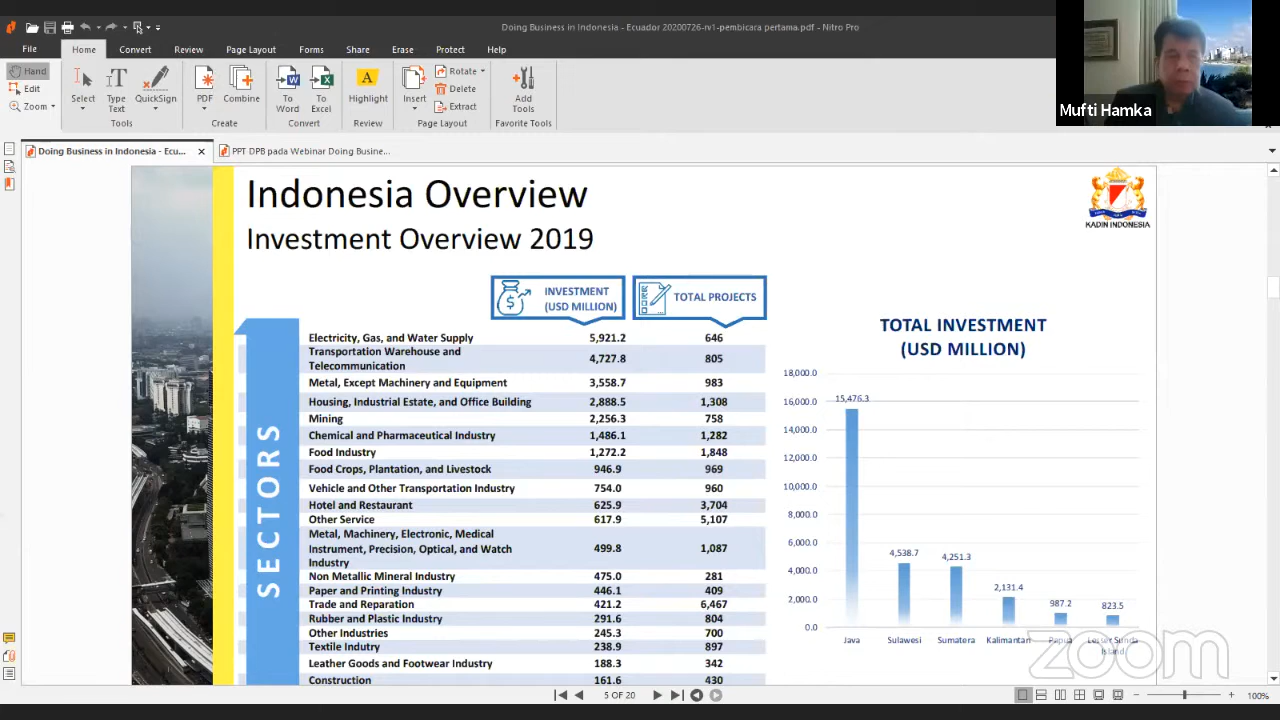 Doing Business in Indonesia - Ecuador 20200726-rv1-pembicara pertama.pdf - Nitro Pro
File Home Convert Review Page Layout Forms Share Erase Protect Help
Hand
Edit
Zoom
Select
Type Text
QuickSign
Tools
PDF
Combine
Create
To Word
To Excel
Convert
Highlight
Review
Insert
Rotate
Delete
Extract
Page Layout
Add Tools
Favorite Tools
Mufti Hamka
Doing Business in Indonesia - Ecu...
PPT DPB pada Webinar Doing Busine...
Indonesia Overview
Investment Overview 2019
KADIN INDONESIA
INVESTMENT (USD MILLION)
TOTAL PROJECTS
SECTORS
Electricity, Gas, and Water Supply 5,921.2 646
Transportation Warehouse and
Telecommunication 4,727.8 805
Metal, Except Machinery and Equipment 3,558.7 983
Housing, Industrial Estate, and Office Building 2,888.5 1,308
Mining 2,256.3 758
Chemical and Pharmaceutical Industry 1,486.1 1,282
Food Industry 1,272.2 1,848
Food Crops, Plantation, and Livestock 946.9 969
Vehicle and Other Transportation Industry 754.0 960
Hotel and Restaurant 625.9 3,704
Other Service 617.9 5,107
Metal, Machinery, Electronic, Medical
Instrument, Precision, Optical, and Watch 499.8 1,087
Industry
Non Metallic Mineral Industry 475.0 281
Paper and Printing Industry 446.1 409
Trade and Reparation 421.2 6,467
Rubber and Plastic Industry 291.6 804
Other Industries 245.3 700
Textile Indutry 238.9 897
Leather Goods and Footwear Industry 188.3 342
Construction 161.6 430
TOTAL INVESTMENT
(USD MILLION)
18,000.0
16,000.0
14,000.0
12,000.0
10,000.0
8,000.0
6,000.0
4,000.0
2,000.0
0.0
15,476.3
4,538.7
4,251.3
2,131.4
987.2
823.5
Java Sulawesi Sumatera Kalimantan Papua Lesser Sunda
Island
zoom
5 OF 20
100%